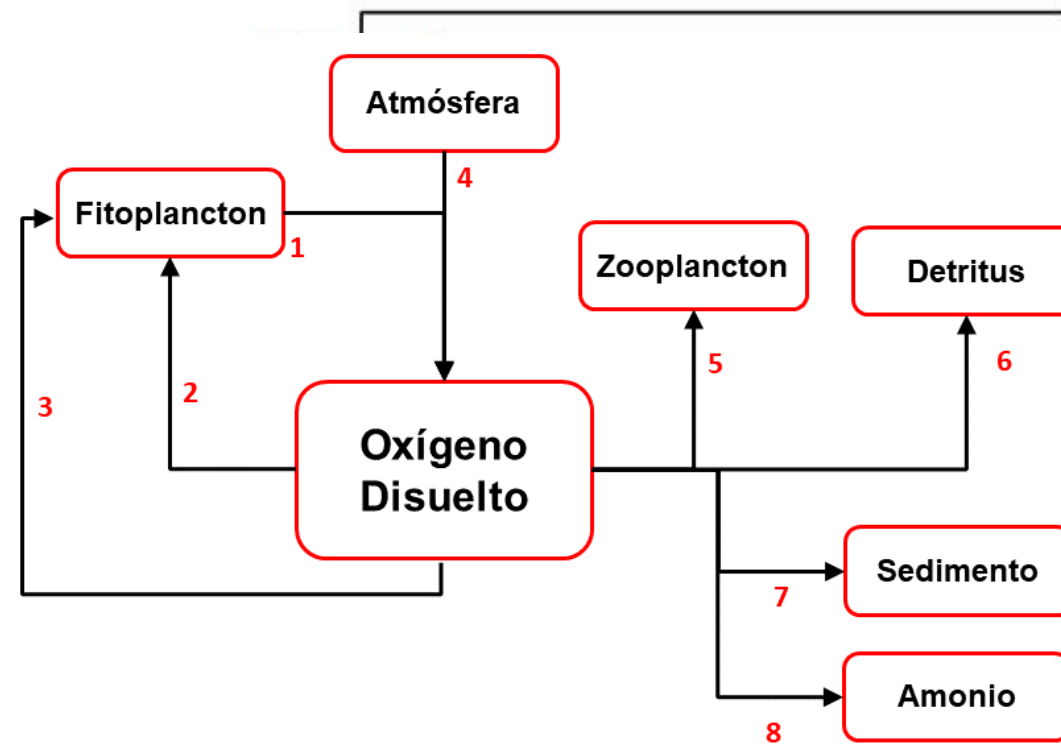 Atmósfera
4
Fitoplancton
1
Zooplancton
Detritus
5
6
3
2
Oxígeno
Disuelto
Sedimento
7
Amonio
8